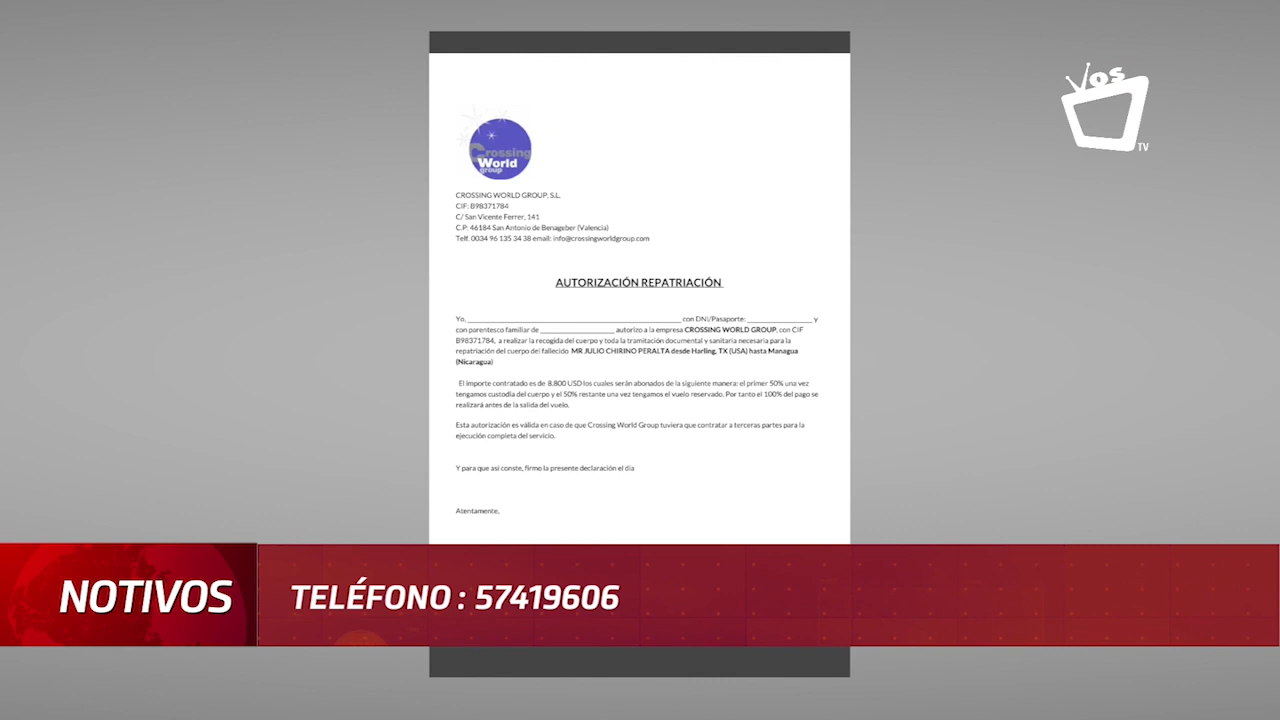 VOS
TV
Crossing
World
group
CROSSING WORLD GROUP, S.L.
CIF: B98371784
C/ San Vicente Ferrer, 141
C.P: 46184 San Antonio de Benageber (Valencia)
Telf. 0034 96 135 34 38 email: info@crossingworldgroup.com
AUTORIZACIÓN REPATRIACIÓN
Yo, ______________________________ con DNI/Pasaporte: __________________ y
con parentesco familiar de ____________________ autorizo a la empresa CROSSING WORLD GROUP, con CIF
B98371784, a realizar la recogida del cuerpo y toda la tramitación documental y sanitaria necesaria para la
repatriación del cuerpo del fallecido MR JULIO CHIRINO PERALTA desde Harling, TX (USA) hasta Managua
(Nicaragua)
El importe contratado es de 8.800 USD los cuales serán abonados de la siguiente manera: el primer 50% una vez
tengamos custodia del cuerpo y el 50% restante una vez tengamos el vuelo reservado. Por tanto el 100% del pago se
realizará antes de la salida del vuelo.
Esta autorización es válida en caso de que Crossing World Group tuviera que contratar a terceras partes para la
ejecución completa del servicio.
Y para que así conste, firmo la presente declaración el día
Atentamente,
NOTIVOS
TELÉFONO : 57419606